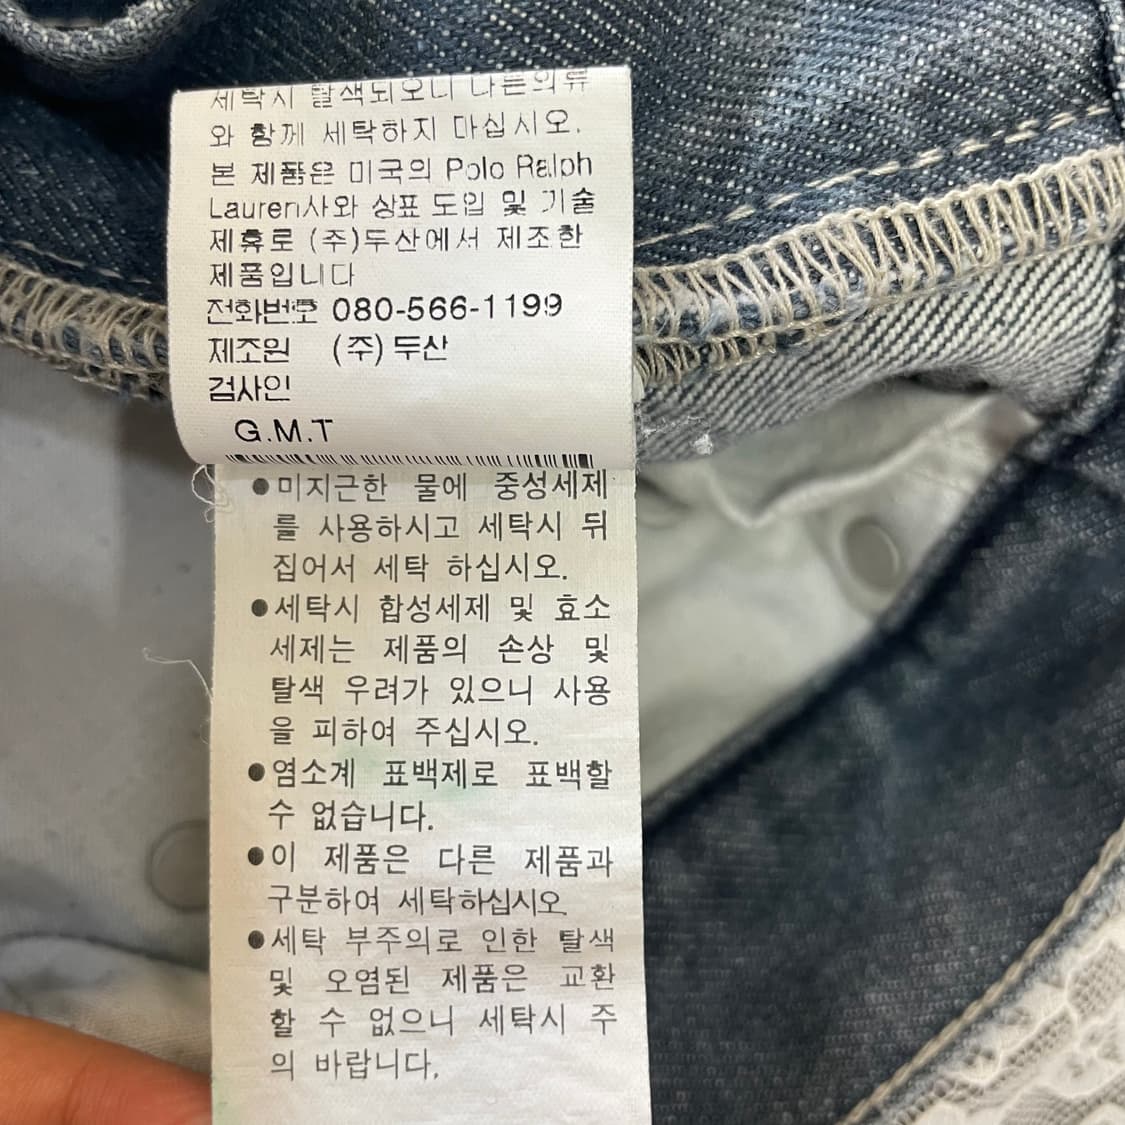 세탁시 탈색되오니 다른의류
와 함께 세탁하지 마십시오.
본 제품은 미국의 Polo Ralph
Lauren사와 상표 도입 및 기술
제휴로 (주)두산에서 제조한
제품입니다
전화번호 080-566-1199
제조원 (주) 두산
검사인
G.M.T
●미지근한 물에 중성세제
를 사용하시고 세탁시 뒤
집어서 세탁 하십시오.
●세탁시 합성세제 및 효소
세제는 제품의 손상 및
탈색 우려가 있으니 사용
을 피하여 주십시오.
●염소계 표백제로 표백할
수 없습니다.
●이 제품은 다른 제품과
구분하여 세탁하십시오
●세탁 부주의로 인한 탈색
및 오염된 제품은 교환
할 수 없으니 세탁시 주
의 바랍니다.